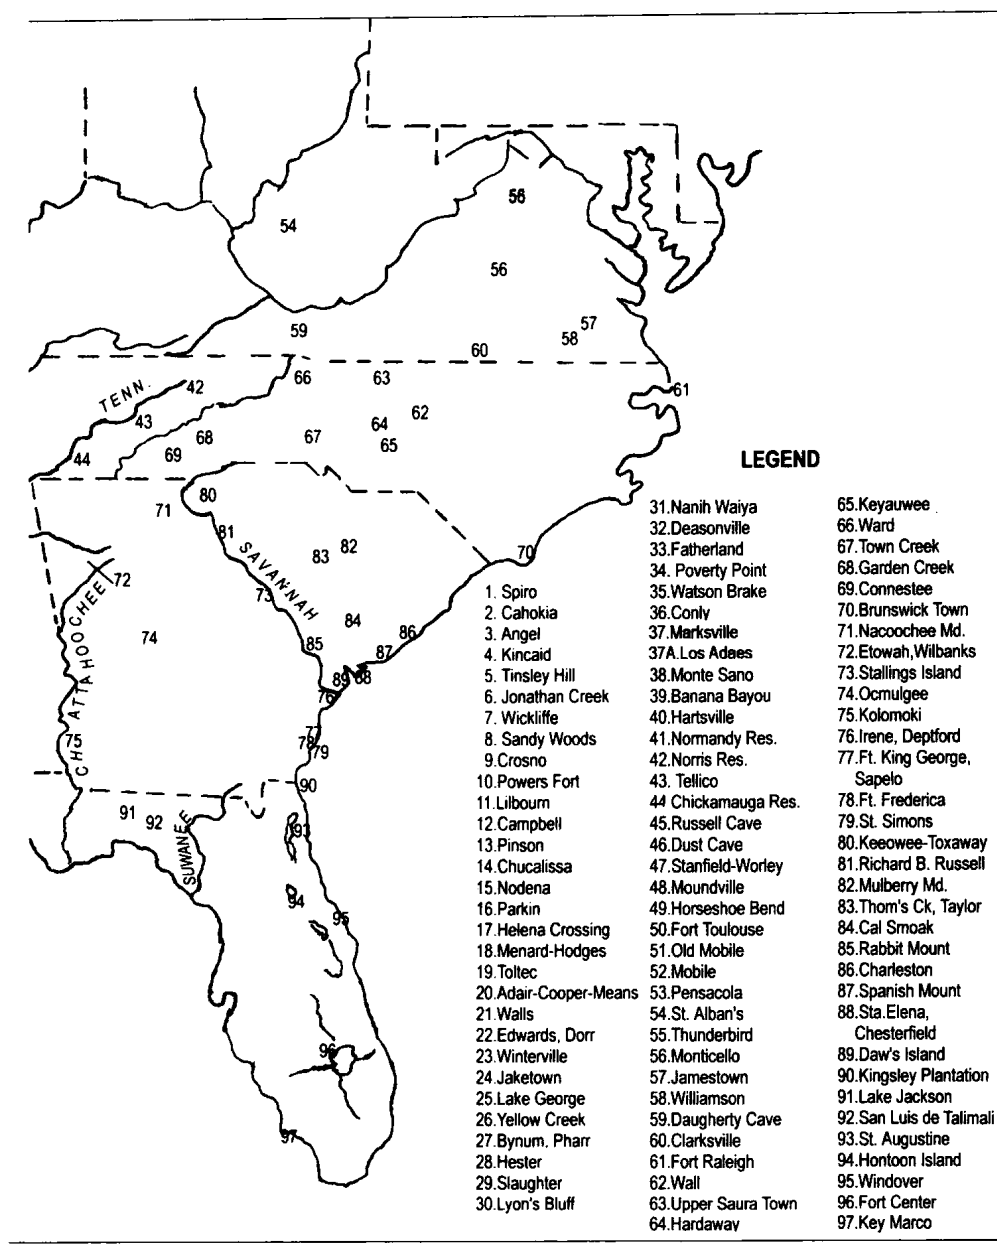 56
54
56
57
58
59
60
63
66
61
TENN.
42
62
43
64
68
67
65
44
69
LEGEND
80
71
81
82
70
83
SAVANNAH
72
73
84
86
74
85
87
89
88
76
CHATTAHOOCHEE
77
75
78
79
90
91
92
SUWANEE
93
94
95
96
97
1. Spiro
2. Cahokia
3. Angel
4. Kincaid
5. Tinsley Hill
6. Jonathan Creek
7. Wickliffe
8. Sandy Woods
9.Crosno
10.Powers Fort
11.Lilbourn
12.Campbell
13.Pinson
14.Chucalissa
15.Nodena
16.Parkin
17.Helena Crossing
18.Menard-Hodges
19.Toltec
20.Adair-Cooper-Means
21.Walls
22.Edwards, Dorr
23.Winterville
24.Jaketown
25.Lake George
26.Yellow Creek
27.Bynum, Pharr
28.Hester
29.Slaughter
30.Lyon's Bluff
31.Nanih Waiya
32.Deasonville
33.Fatherland
34. Poverty Point
35.Watson Brake
36.Conly
37.Marksville
37A.Los Adaes
38.Monte Sano
39.Banana Bayou
40.Hartsville
41.Normandy Res.
42.Norris Res.
43. Tellico
44 Chickamauga Res.
45.Russell Cave
46.Dust Cave
47.Stanfield-Worley
48.Moundville
49.Horseshoe Bend
50.Fort Toulouse
51.Old Mobile
52.Mobile
53.Pensacola
54.St. Alban's
55.Thunderbird
56.Monticello
57.Jamestown
58.Williamson
59.Daugherty Cave
60.Clarksville
61.Fort Raleigh
62.Wall
63.Upper Saura Town
64.Hardaway
65.Keyauwee
66.Ward
67.Town Creek
68.Garden Creek
69.Connestee
70.Brunswick Town
71.Nacoochee Md.
72.Etowah,Wilbanks
73.Stallings Island
74.Ocmulgee
75.Kolomoki
76.Irene, Deptford
77.Ft. King George,
Sapelo
78.Ft. Frederica
79.St. Simons
80.Keeowee-Toxaway
81.Richard B. Russell
82.Mulberry Md.
83.Thom's Ck, Taylor
84.Cal Smoak
85.Rabbit Mount
86.Charleston
87.Spanish Mount
88.Sta.Elena,
Chesterfield
89.Daw's Island
90.Kingsley Plantation
91.Lake Jackson
92.San Luis de Talimali
93.St. Augustine
94.Hontoon Island
95.Windover
96.Fort Center
97.Key Marco